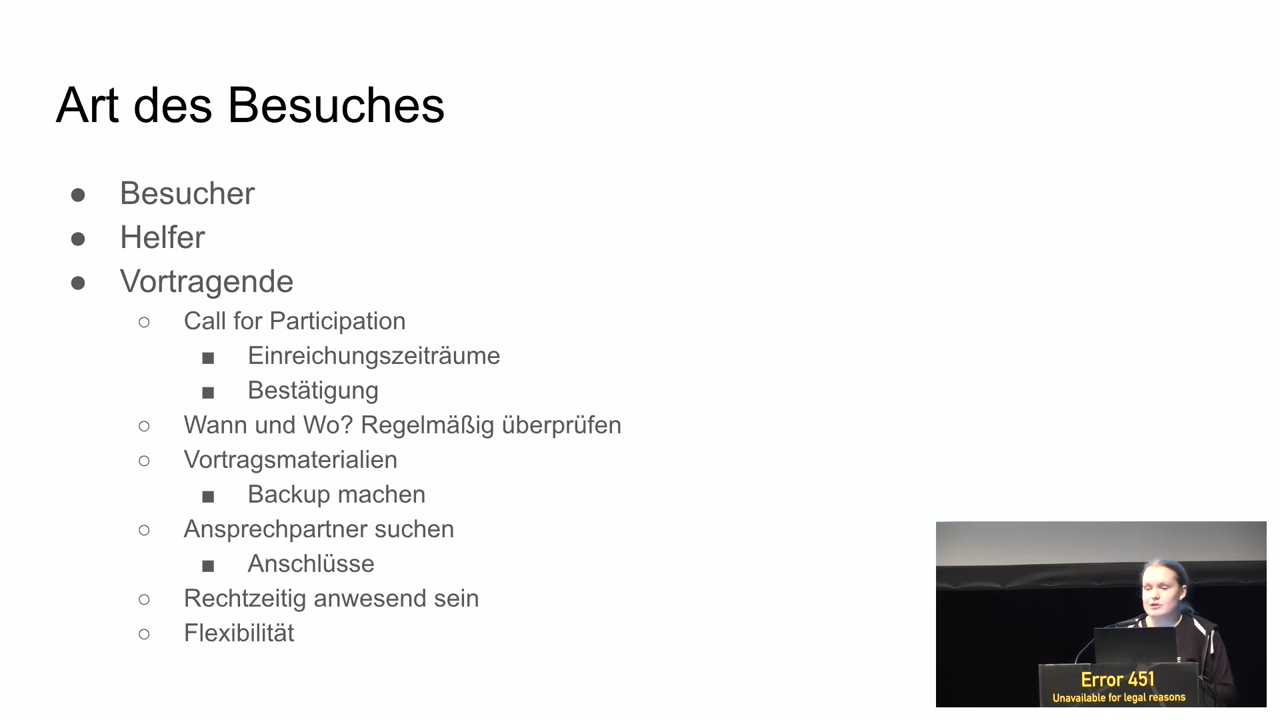 Art des Besuches
● Besucher
● Helfer
● Vortragende
○ Call for Participation
■ Einreichungszeiträume
■ Bestätigung
○ Wann und Wo? Regelmäßig überprüfen
○ Vortragsmaterialien
■ Backup machen
○ Ansprechpartner suchen
■ Anschlüsse
○ Rechtzeitig anwesend sein
○ Flexibilität
Error 451
Unavailable for legal reasons